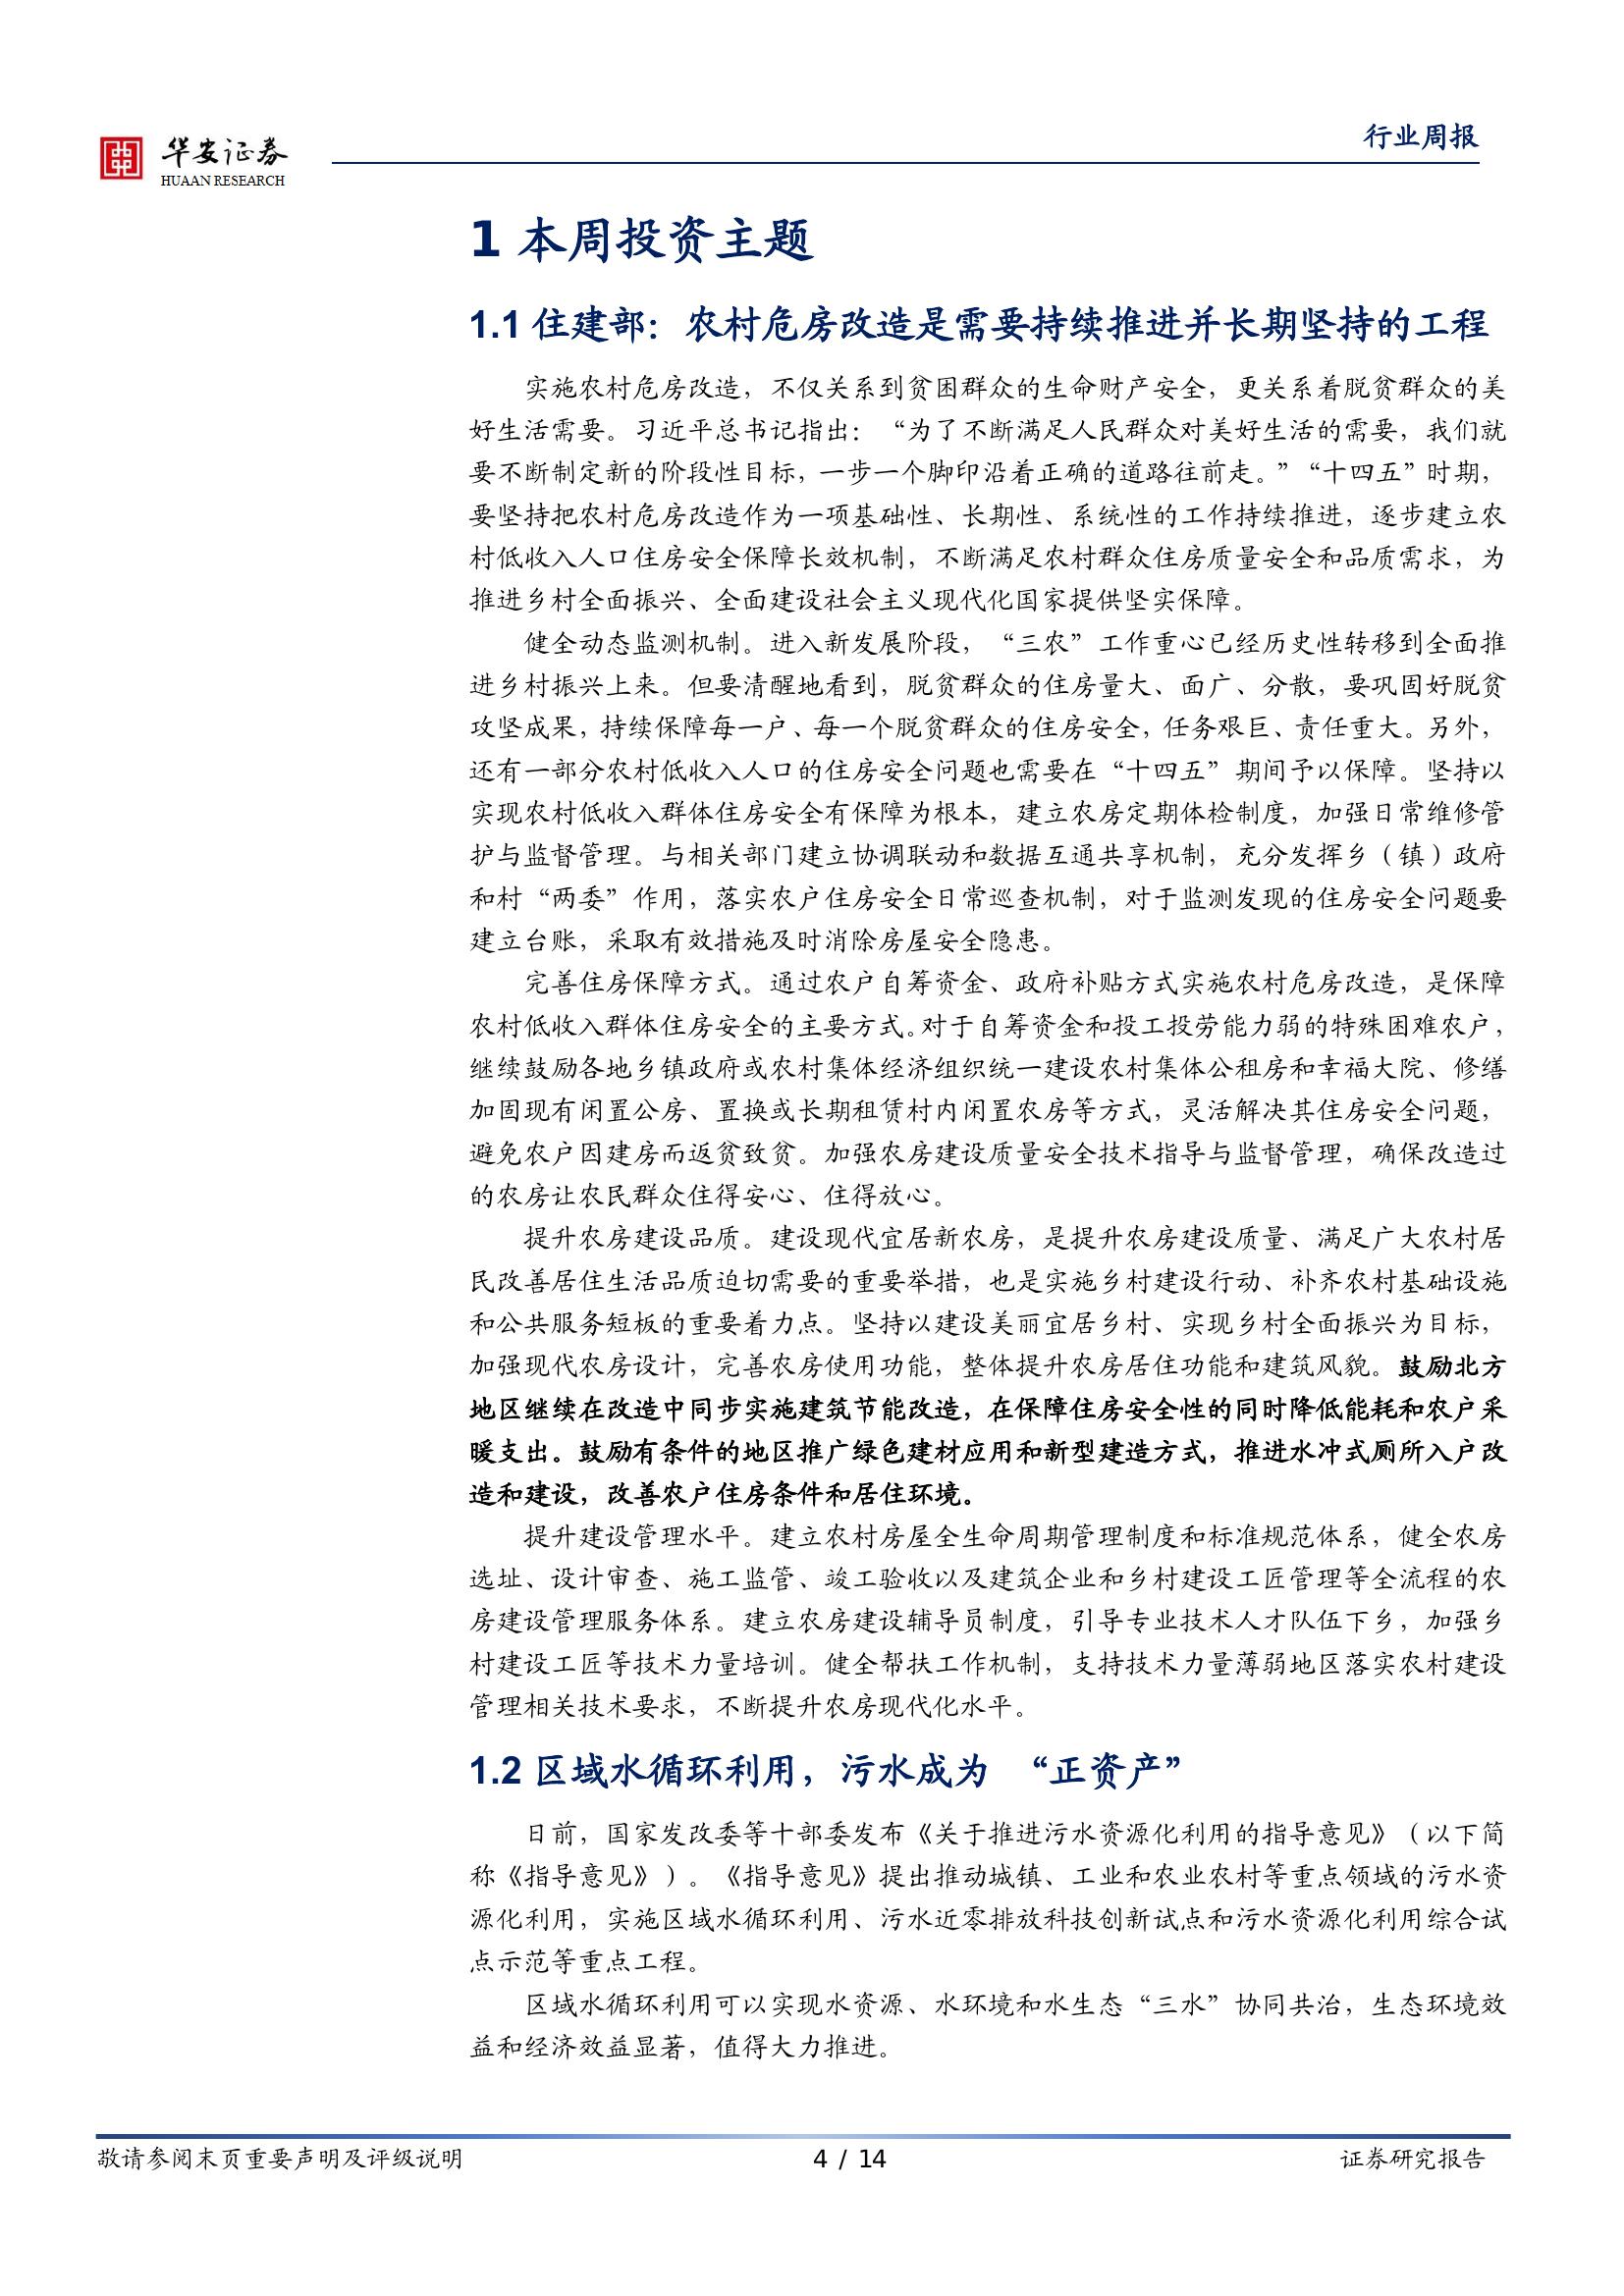 华安证券
HUAAN RESEARCH
行业周报
1 本周投资主题
1.1 住建部：农村危房改造是需要持续推进并长期坚持的工程
实施农村危房改造，不仅关系到贫困群众的生命财产安全，更关系着脱贫群众的美
好生活需要。习近平总书记指出：“为了不断满足人民群众对美好生活的需要，我们就
要不断制定新的阶段性目标，一步一个脚印沿着正确的道路往前走。”“十四五”时期，
要坚持把农村危房改造作为一项基础性、长期性、系统性的工作持续推进，逐步建立农
村低收入人口住房安全保障长效机制，不断满足农村群众住房质量安全和品质需求，为
推进乡村全面振兴、全面建设社会主义现代化国家提供坚实保障。
健全动态监测机制。进入新发展阶段，“三农”工作重心已经历史性转移到全面推
进乡村振兴上来。但要清醒地看到，脱贫群众的住房量大、面广、分散，要巩固好脱贫
攻坚成果，持续保障每一户、每一个脱贫群众的住房安全，任务艰巨、责任重大。另外，
还有一部分农村低收入人口的住房安全问题也需要在“十四五”期间予以保障。坚持以
实现农村低收入群体住房安全有保障为根本，建立农房定期体检制度，加强日常维修管
护与监督管理。与相关部门建立协调联动和数据互通共享机制，充分发挥乡（镇）政府
和村“两委”作用，落实农户住房安全日常巡查机制，对于监测发现的住房安全问题要
建立台账，采取有效措施及时消除房屋安全隐患。
完善住房保障方式。通过农户自筹资金、政府补贴方式实施农村危房改造，是保障
农村低收入群体住房安全的主要方式。对于自筹资金和投工投劳能力弱的特殊困难农户，
继续鼓励各地乡镇政府或农村集体经济组织统一建设农村集体公租房和幸福大院、修缮
加固现有闲置公房、置换或长期租赁村内闲置农房等方式，灵活解决其住房安全问题，
避免农户因建房而返贫致贫。加强农房建设质量安全技术指导与监督管理，确保改造过
的农房让农民群众住得安心、住得放心。
提升农房建设品质。建设现代宜居新农房，是提升农房建设质量、满足广大农村居
民改善居住生活品质迫切需要的重要举措，也是实施乡村建设行动、补齐农村基础设施
和公共服务短板的重要着力点。坚持以建设美丽宜居乡村、实现乡村全面振兴为目标，
加强现代农房设计，完善农房使用功能，整体提升农房居住功能和建筑风貌。鼓励北方
地区继续在改造中同步实施建筑节能改造，在保障住房安全性的同时降低能耗和农户采
暖支出。鼓励有条件的地区推广绿色建材应用和新型建造方式，推进水冲式厕所入户改
造和建设，改善农户住房条件和居住环境。
提升建设管理水平。建立农村房屋全生命周期管理制度和标准规范体系，健全农房
选址、设计审查、施工监管、竣工验收以及建筑企业和乡村建设工匠管理等全流程的农
房建设管理服务体系。建立农房建设辅导员制度，引导专业技术人才队伍下乡，加强乡
村建设工匠等技术力量培训。健全帮扶工作机制，支持技术力量薄弱地区落实农村建设
管理相关技术要求，不断提升农房现代化水平。
1.2 区域水循环利用，污水成为 “正资产”
日前，国家发改委等十部委发布《关于推进污水资源化利用的指导意见》（以下简
称《指导意见》）。《指导意见》提出推动城镇、工业和农业农村等重点领域的污水资
源化利用，实施区域水循环利用、污水近零排放科技创新试点和污水资源化利用综合试
点示范等重点工程。
区域水循环利用可以实现水资源、水环境和水生态“三水”协同共治，生态环境效
益和经济效益显著，值得大力推进。
敬请参阅末页重要声明及评级说明
4 / 14
证券研究报告